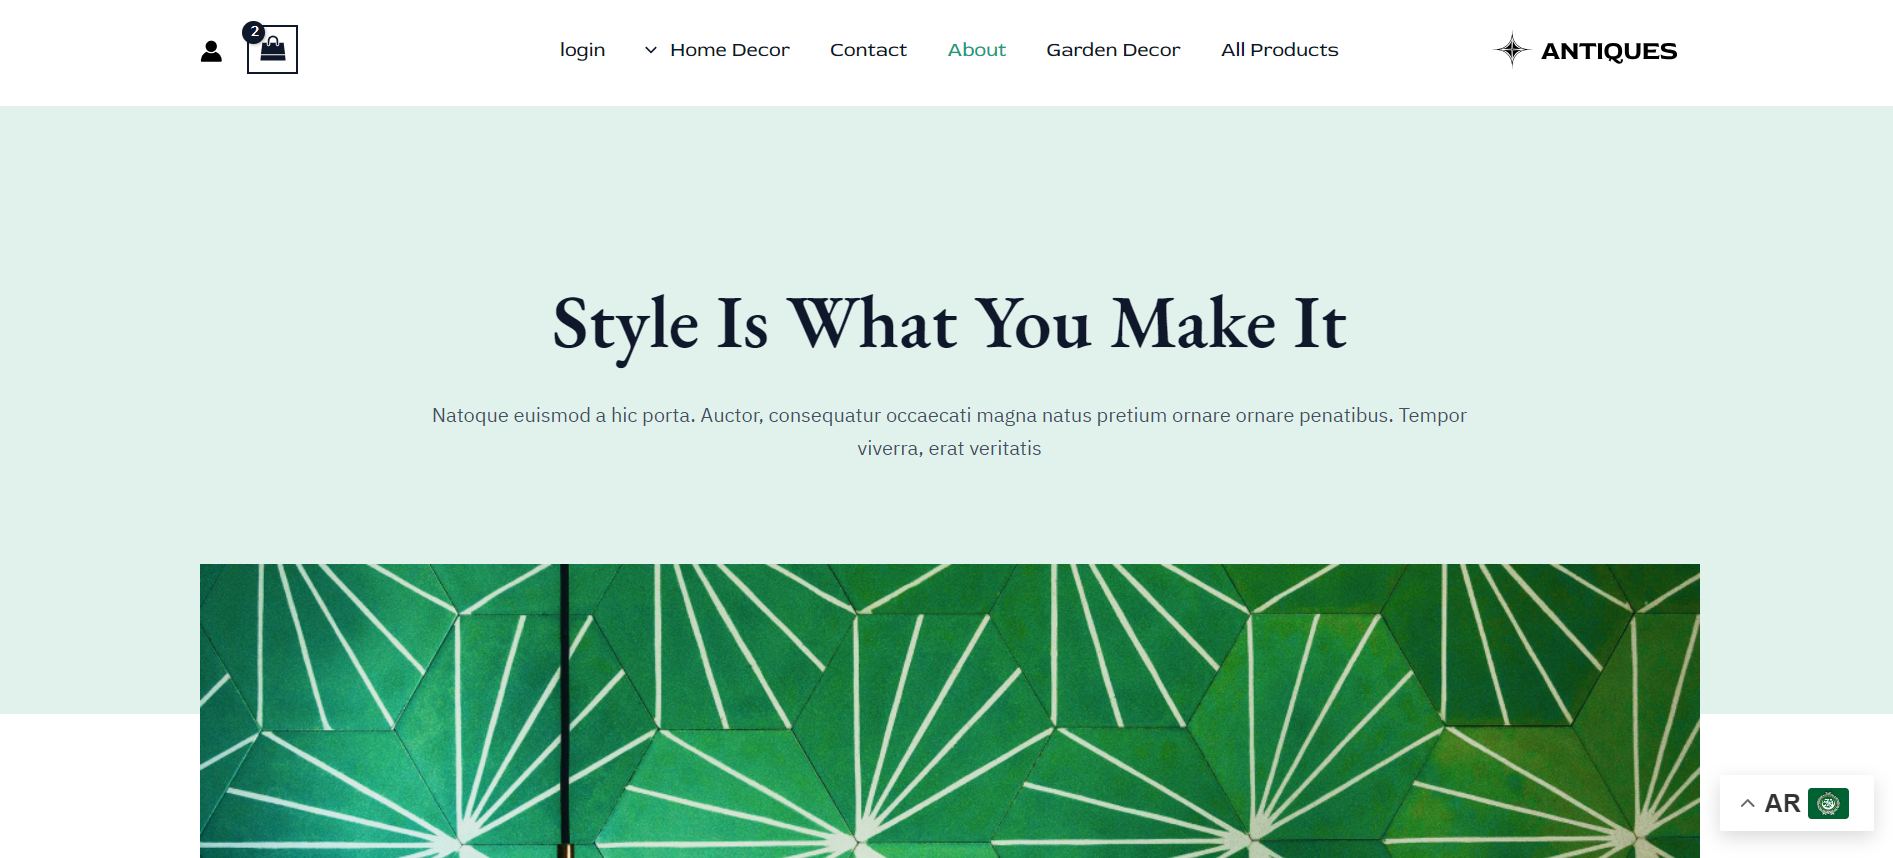 2
login
Home Decor
Contact
About
Garden Decor
All Products
ANTIQUES
Style Is What You Make It
Natoque euismod a hic porta. Auctor, consequatur occaecati magna natus pretium ornare ornare penatibus. Tempor
viverra, erat veritatis
AR